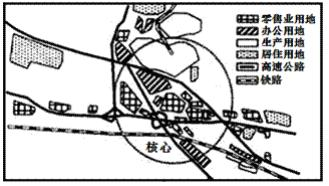 零售业用地
办公用地
生产用地
居住用地
高速公路
铁路
核心